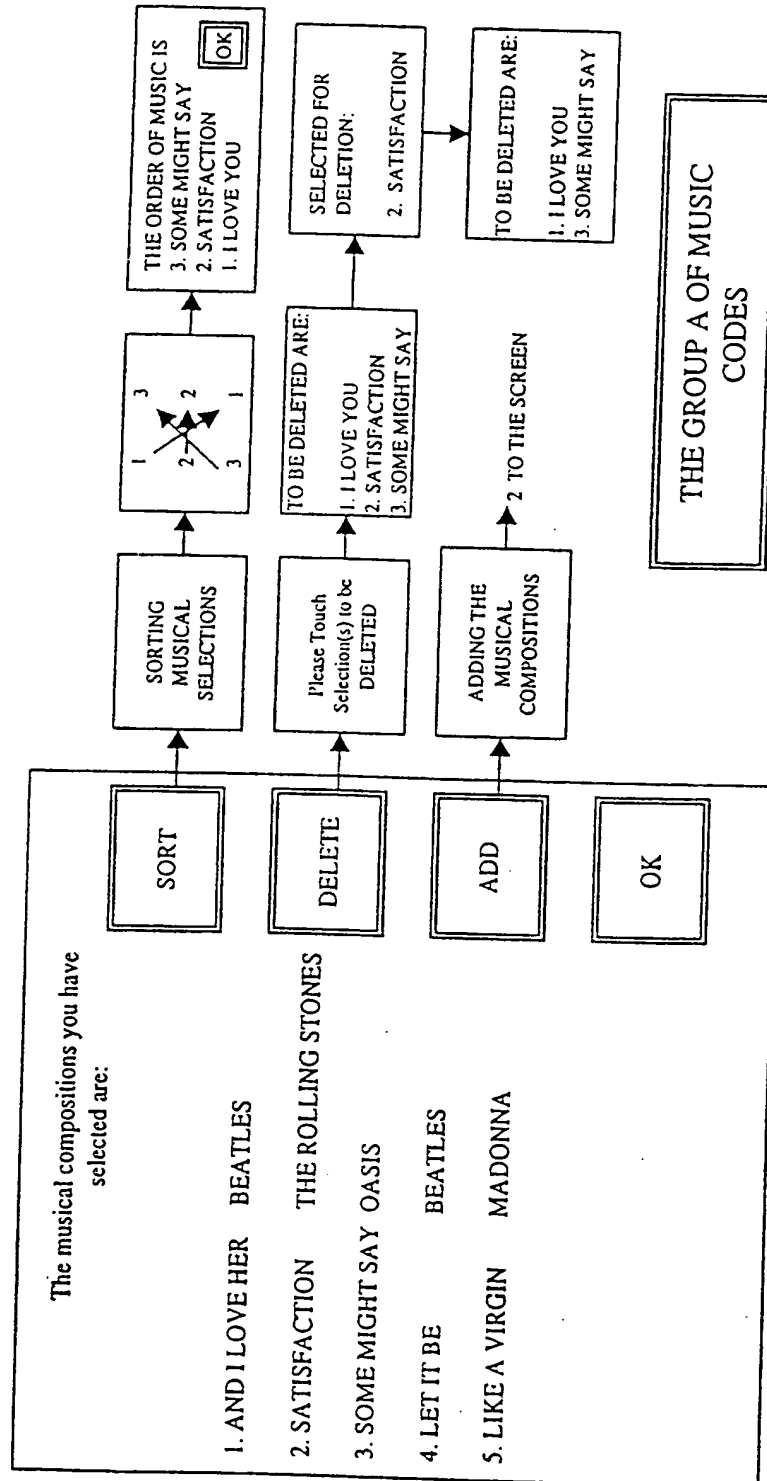 The musical compositions you have
selected are:
1. AND I LOVE HER BEATLES
2. SATISFACTION THE ROLLING STONES
3. SOME MIGHT SAY OASIS
4. LET IT BE BEATLES
5. LIKE A VIRGIN MADONNA
SORT
DELETE
ADD
OK
SORTING
MUSICAL
SELECTIONS
1 3
2 2
3 1
THE ORDER OF MUSIC IS
3. SOME MIGHT SAY
2. SATISFACTION
1. I LOVE YOU
OK
Please Touch
Selection(s) to be
DELETED
TO BE DELETED ARE:
1. I LOVE YOU
2. SATISFACTION
3. SOME MIGHT SAY
SELECTED FOR
DELETION:
2. SATISFACTION
TO BE DELETED ARE:
1. I LOVE YOU
3. SOME MIGHT SAY
ADDING THE
MUSICAL
COMPOSITIONS
2 TO THE SCREEN
THE GROUP A OF MUSIC
CODES